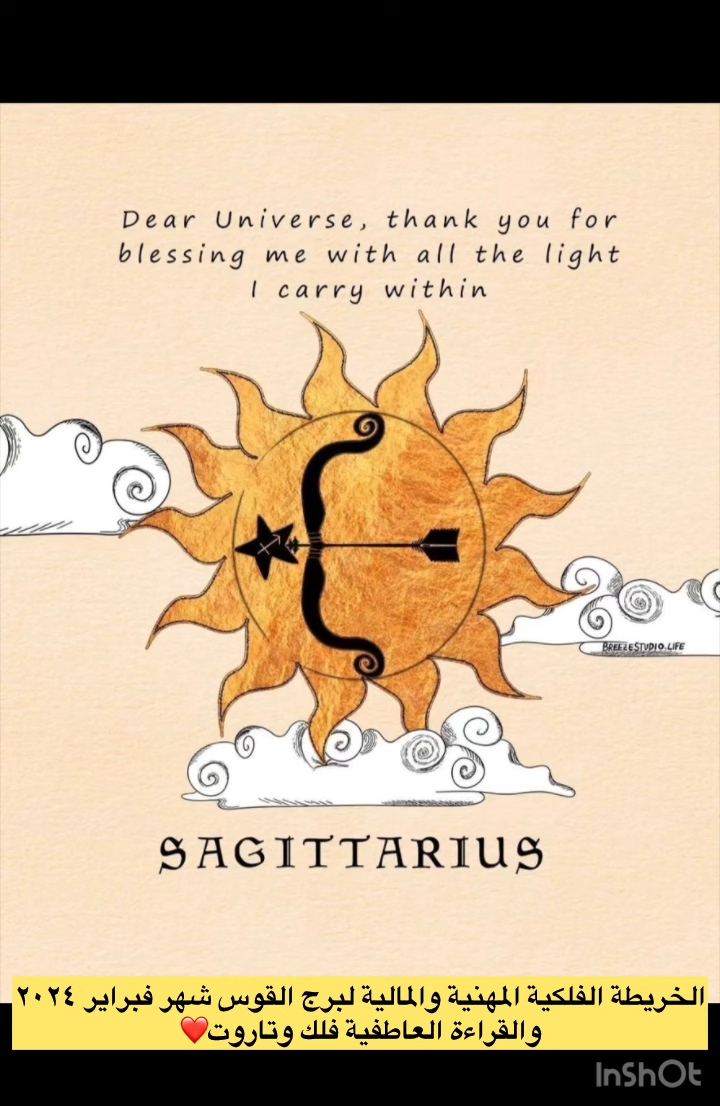 Dear Universe, thank you for
blessing me with all the light
I carry within
BREEZESTUDIO.LIFE
SAGITTARIUS
الخريطة الفلكية المهنية والمالية لبرج القوس شهر فبراير ٢٠٢٤
والقراءة العاطفية فلك وتاروت❤️
InShOt